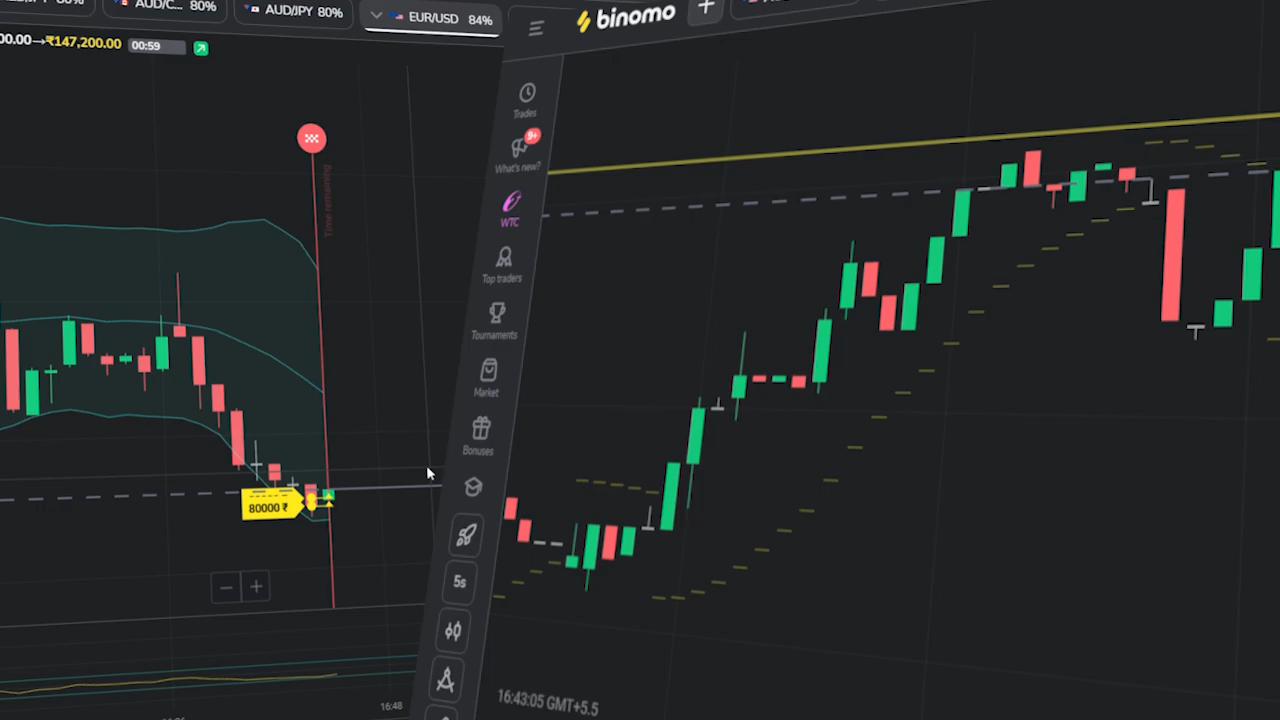 80%
AUD/C... 80%
AUD/JPY 80%
EUR/USD 84%
00.00→₹147,200.00 00:59
Time remaining
80000 ₹
16:48
binomo
Trades
9+
What's new?
WTC
Top traders
Tournaments
Market
Bonuses
5s
16:43:05 GMT+5.5